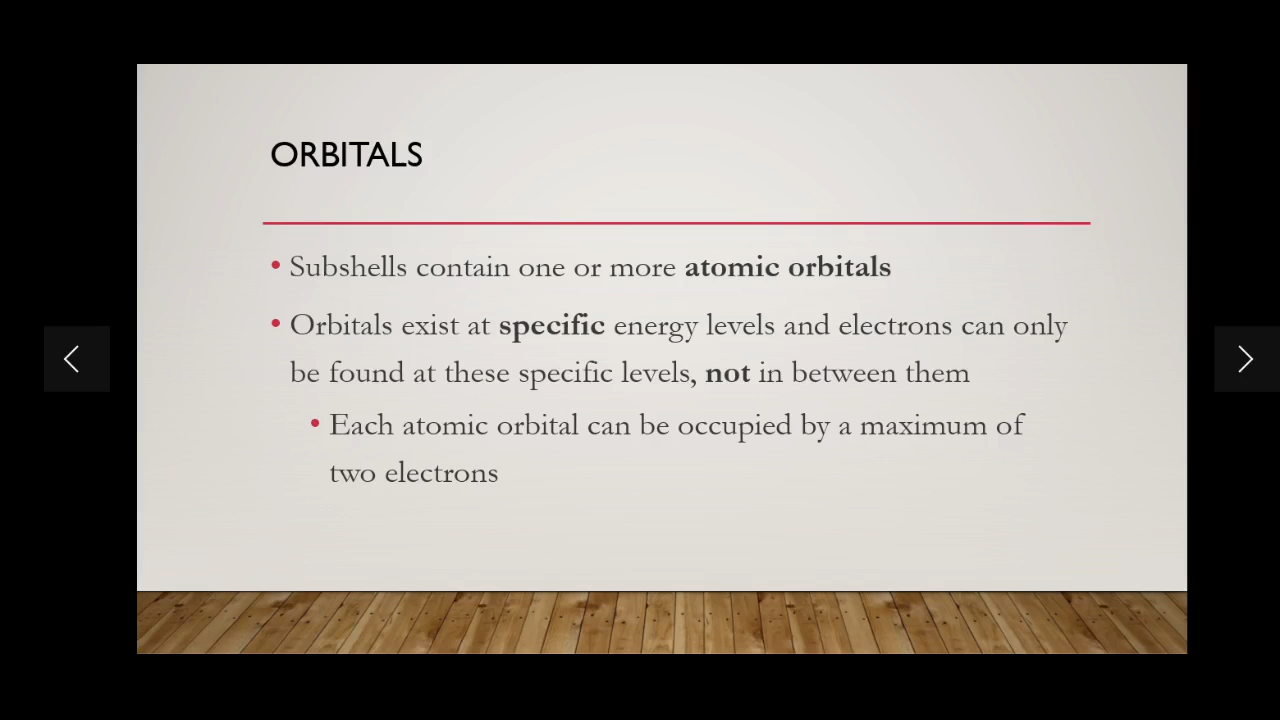 ORBITALS
• Subshells contain one or more atomic orbitals
• Orbitals exist at specific energy levels and electrons can only
be found at these specific levels, not in between them
• Each atomic orbital can be occupied by a maximum of
two electrons